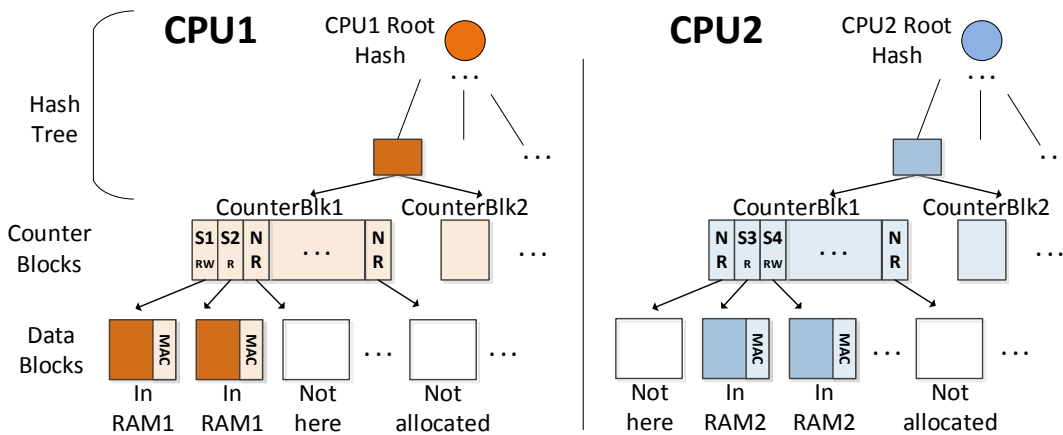 CPU1
CPU1 Root
Hash
. . .
Hash
Tree
. . .
CounterBlk1
CounterBlk2
Counter
Blocks
S1
RW
S2
R
N
R
. . .
N
R
. . .
Data
Blocks
MAC
MAC
. . .
. . .
In
RAM1
In
RAM1
Not
here
Not
allocated
CPU2
CPU2 Root
Hash
. . .
. . .
CounterBlk1
CounterBlk2
N
R
S3
R
S4
RW
. . .
N
R
. . .
MAC
MAC
. . .
. . .
Not
here
In
RAM2
In
RAM2
Not
allocated